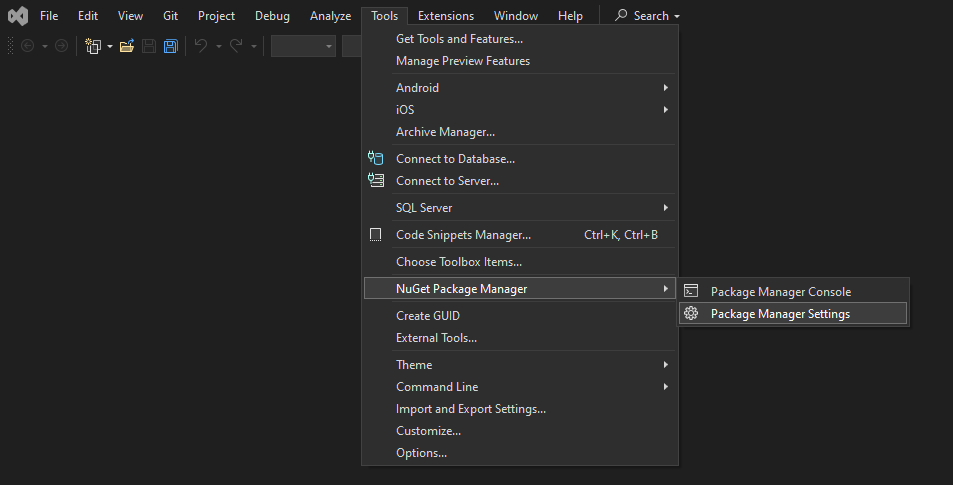 File Edit View Git Project Debug Analyze Tools Extensions Window Help Search
Get Tools and Features...
Manage Preview Features
Android
iOS
Archive Manager...
Connect to Database...
Connect to Server...
SQL Server
Code Snippets Manager... Ctrl+K, Ctrl+B
Choose Toolbox Items...
NuGet Package Manager
Package Manager Console
Package Manager Settings
Create GUID
External Tools...
Theme
Command Line
Import and Export Settings...
Customize...
Options...